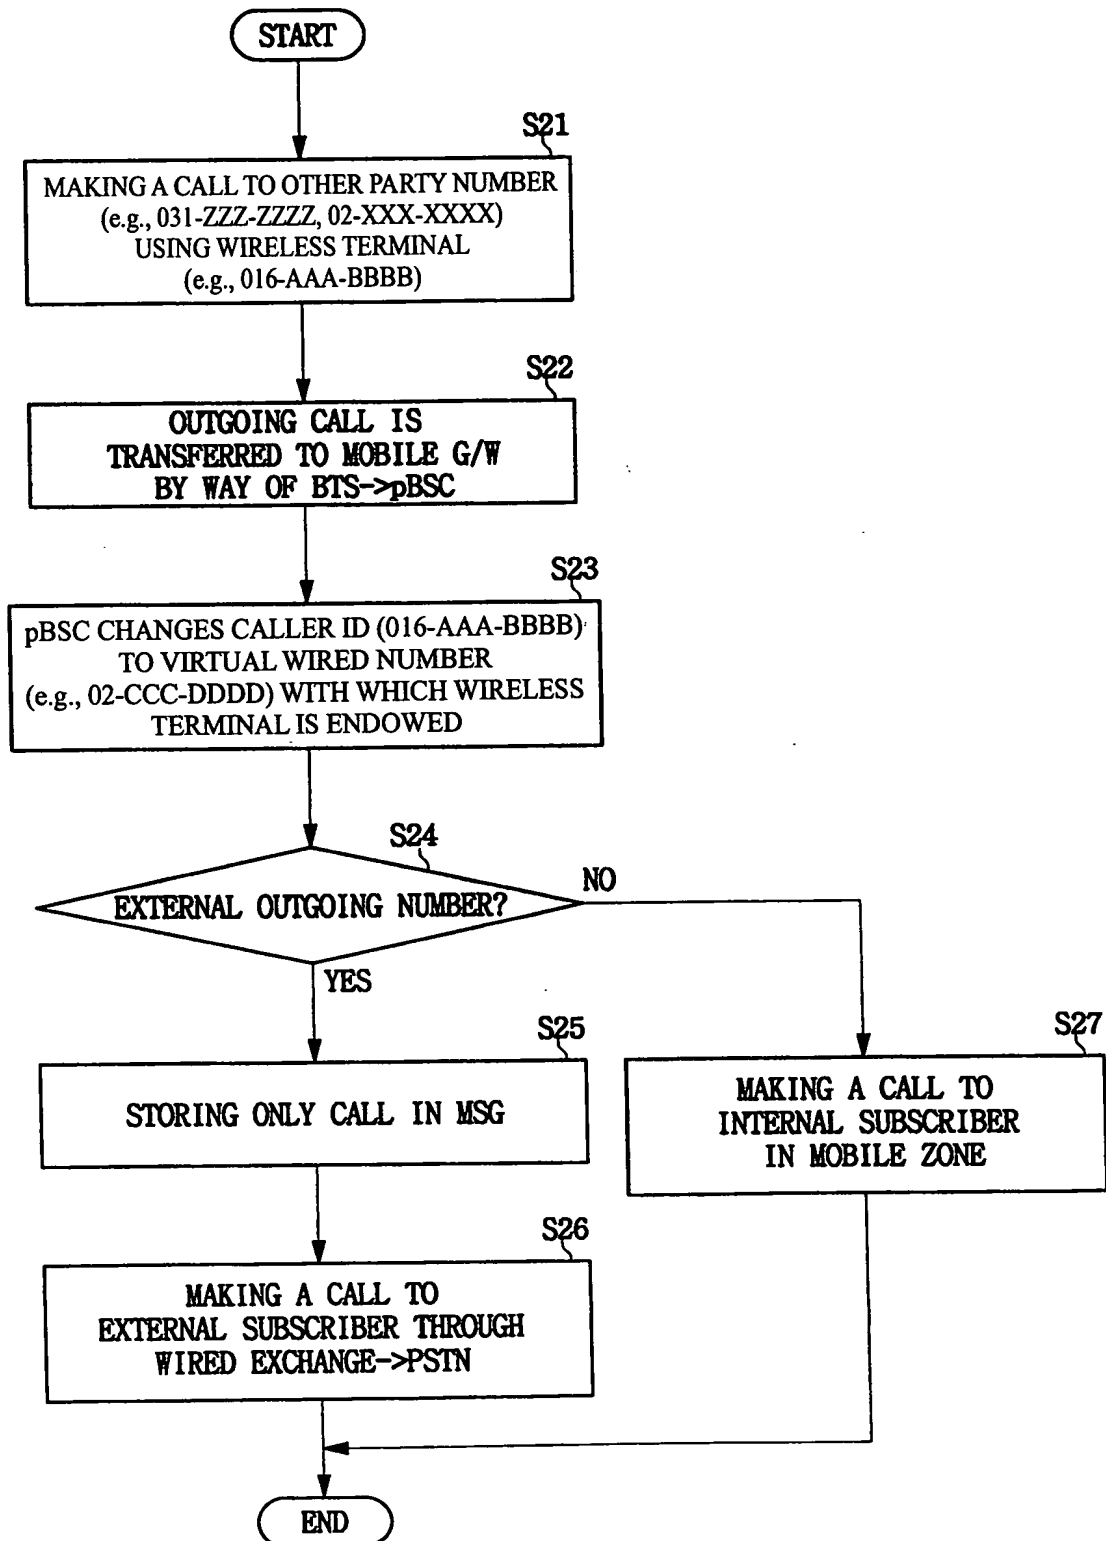 START
S21
MAKING A CALL TO OTHER PARTY NUMBER
(e.g., 031-ZZZ-ZZZZ, 02-XXX-XXXX)
USING WIRELESS TERMINAL
(e.g., 016-AAA-BBBB)
S22
OUTGOING CALL IS
TRANSFERRED TO MOBILE G/W
BY WAY OF BTS->pBSC
S23
pBSC CHANGES CALLER ID (016-AAA-BBBB)
TO VIRTUAL WIRED NUMBER
(e.g., 02-CCC-DDDD) WITH WHICH WIRELESS
TERMINAL IS ENDOWED
S24
EXTERNAL OUTGOING NUMBER?
NO
YES
S25
STORING ONLY CALL IN MSG
S27
MAKING A CALL TO
INTERNAL SUBSCRIBER
IN MOBILE ZONE
S26
MAKING A CALL TO
EXTERNAL SUBSCRIBER THROUGH
WIRED EXCHANGE->PSTN
END